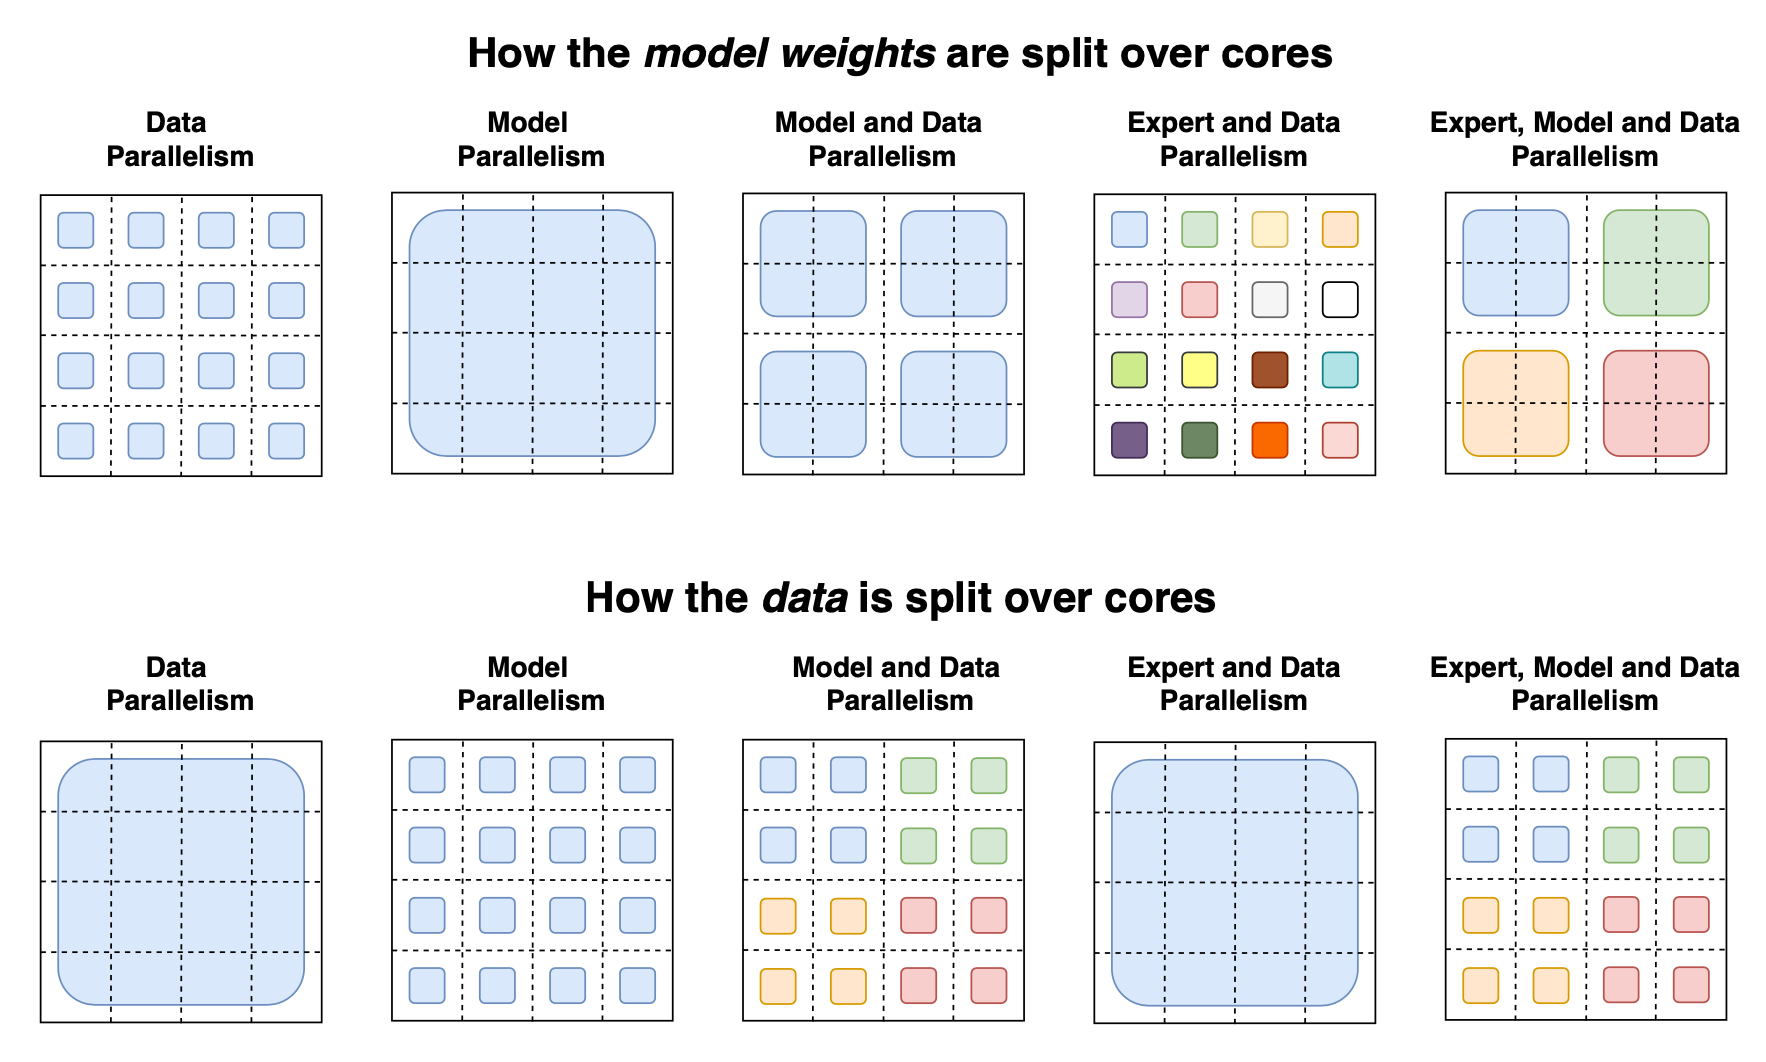 How the model weights are split over cores
Data
Parallelism
Model
Parallelism
Model and Data
Parallelism
Expert and Data
Parallelism
Expert, Model and Data
Parallelism
How the data is split over cores
Data
Parallelism
Model
Parallelism
Model and Data
Parallelism
Expert and Data
Parallelism
Expert, Model and Data
Parallelism